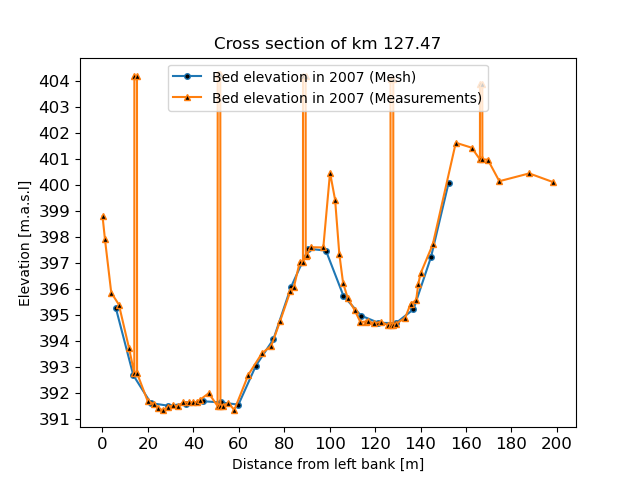 Cross section of km 127.47
Bed elevation in 2007 (Mesh)
Bed elevation in 2007 (Measurements)
Elevation [m.a.s.l]
404
403
402
401
400
399
398
397
396
395
394
393
392
391
0 20 40 60 80 100 120 140 160 180 200
Distance from left bank [m]